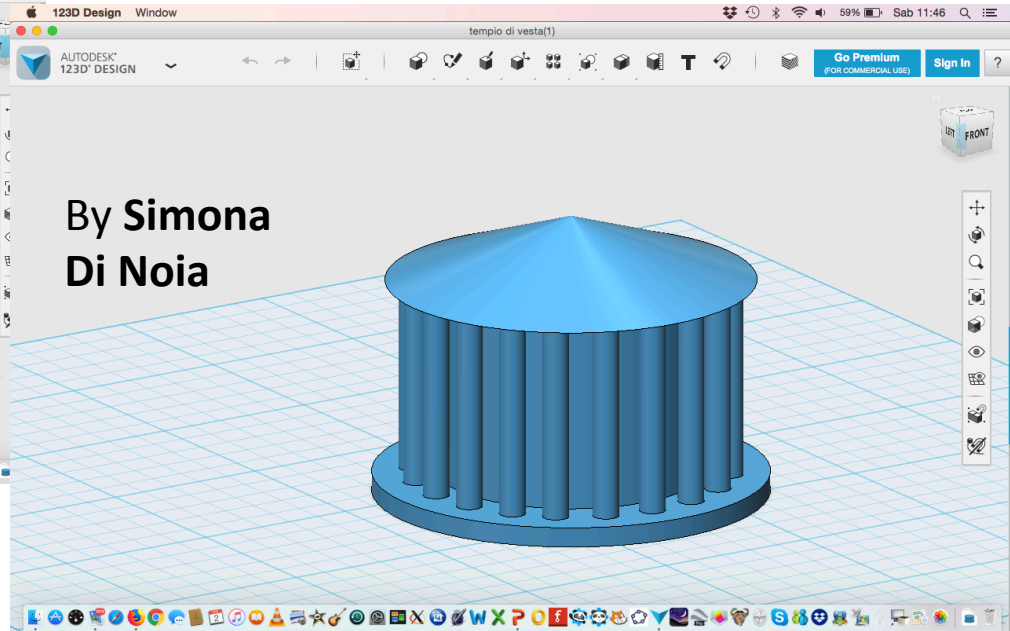 123D Design Window
59%
Sab 11:46
tempio di vesta(1)
AUTODESK®
123D® DESIGN
T
Go Premium
(FOR COMMERCIAL USE)
Sign In
?
LEFT FRONT
By Simona
Di Noia